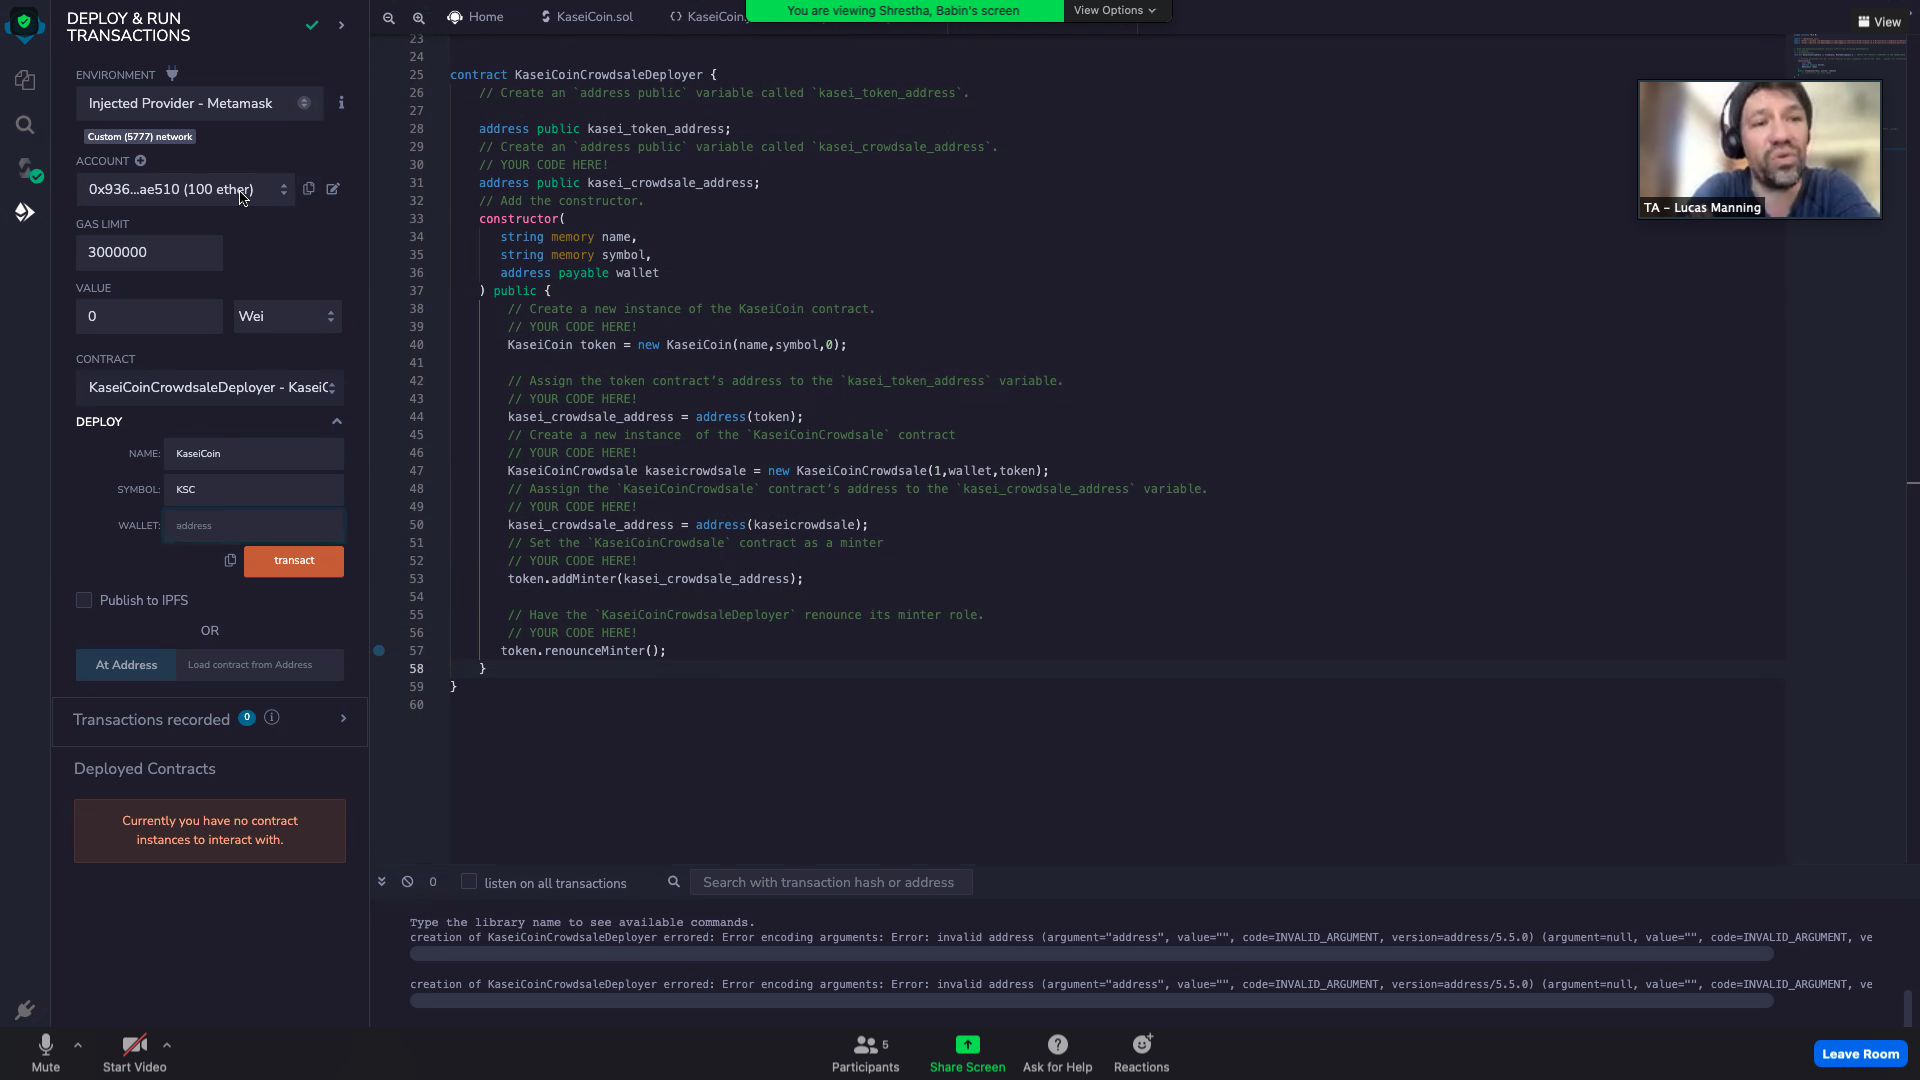 DEPLOY & RUN
TRANSACTIONS
Home
KaseiCoin.sol
You are viewing Shrestha, Babin's screen
View Options
View
ENVIRONMENT
Injected Provider - Metamask
Custom (5777) network
ACCOUNT
0x936...ae510 (100 ether)
GAS LIMIT
3000000
VALUE
0
Wei
CONTRACT
KaseiCoinCrowdsaleDeployer - KaseiC
DEPLOY
NAME: KaseiCoin
SYMBOL: KSC
WALLET: address
transact
Publish to IPFS
OR
At Address
Load contract from Address
Transactions recorded 0
Deployed Contracts
Currently you have no contract
instances to interact with.
23
24
25 contract KaseiCoinCrowdsaleDeployer {
26 // Create an `address public` variable called `kasei_token_address`.
27
28 address public kasei_token_address;
29 // Create an `address public` variable called `kasei_crowdsale_address`.
30 // YOUR CODE HERE!
31 address public kasei_crowdsale_address;
32 // Add the constructor.
33 constructor(
34 string memory name,
35 string memory symbol,
36 address payable wallet
37 ) public {
38 // Create a new instance of the KaseiCoin contract.
39 // YOUR CODE HERE!
40 KaseiCoin token = new KaseiCoin(name,symbol,0);
41
42 // Assign the token contract’s address to the `kasei_token_address` variable.
43 // YOUR CODE HERE!
44 kasei_crowdsale_address = address(token);
45 // Create a new instance of the `KaseiCoinCrowdsale` contract
46 // YOUR CODE HERE!
47 KaseiCoinCrowdsale kaseicrowdsale = new KaseiCoinCrowdsale(1,wallet,token);
48 // Aassign the `KaseiCoinCrowdsale` contract’s address to the `kasei_crowdsale_address` variable.
49 // YOUR CODE HERE!
50 kasei_crowdsale_address = address(kaseicrowdsale);
51 // Set the `KaseiCoinCrowdsale` contract as a minter
52 // YOUR CODE HERE!
53 token.addMinter(kasei_crowdsale_address);
54
55 // Have the `KaseiCoinCrowdsaleDeployer` renounce its minter role.
56 // YOUR CODE HERE!
57 token.renounceMinter();
58 }
59 }
60
TA – Lucas Manning
0
listen on all transactions
Search with transaction hash or address
Type the library name to see available commands.
creation of KaseiCoinCrowdsaleDeployer errored: Error encoding arguments: Error: invalid address (argument="address", value="", code=INVALID_ARGUMENT, version=address/5.5.0) (argument=null, value="", code=INVALID_ARGUMENT, ve
creation of KaseiCoinCrowdsaleDeployer errored: Error encoding arguments: Error: invalid address (argument="address", value="", code=INVALID_ARGUMENT, version=address/5.5.0) (argument=null, value="", code=INVALID_ARGUMENT, ve
Mute
Start Video
Participants
5
Share Screen
Ask for Help
Reactions
Leave Room